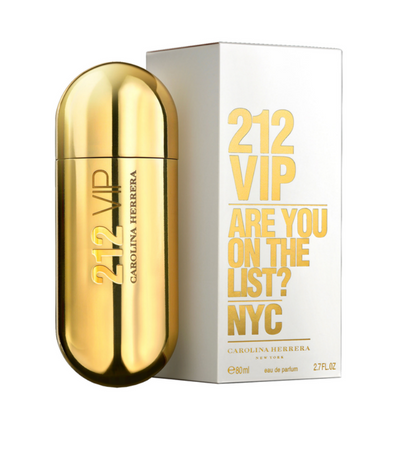 212 VIP
CAROLINA HERRERA
212
VIP
ARE YOU
ON THE
LIST?
NYC
CAROLINA HERRERA
NEW YORK
℮80ml eau de parfum 2.7FL.OZ